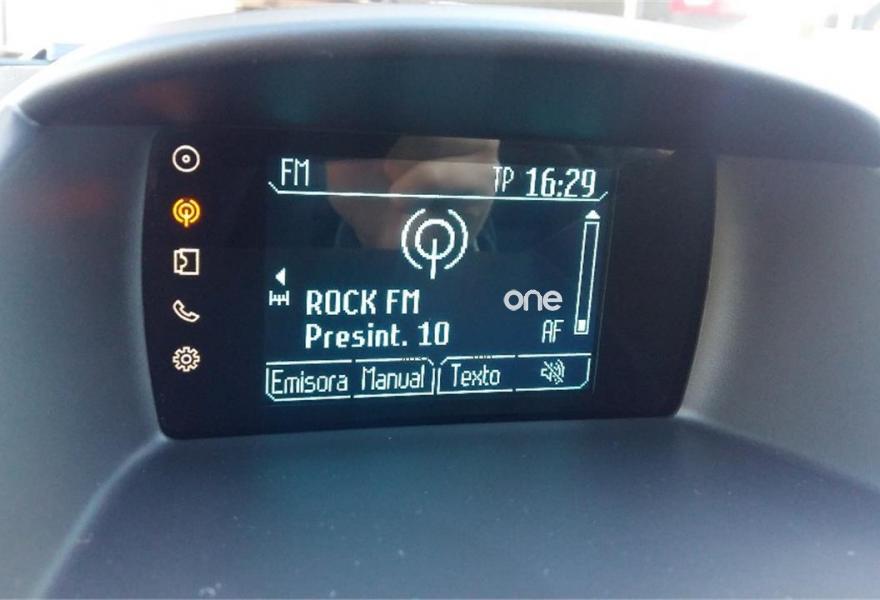 FM TP 16:29
ROCK FM one
Presint. 10 AF
Emisora Manual Texto